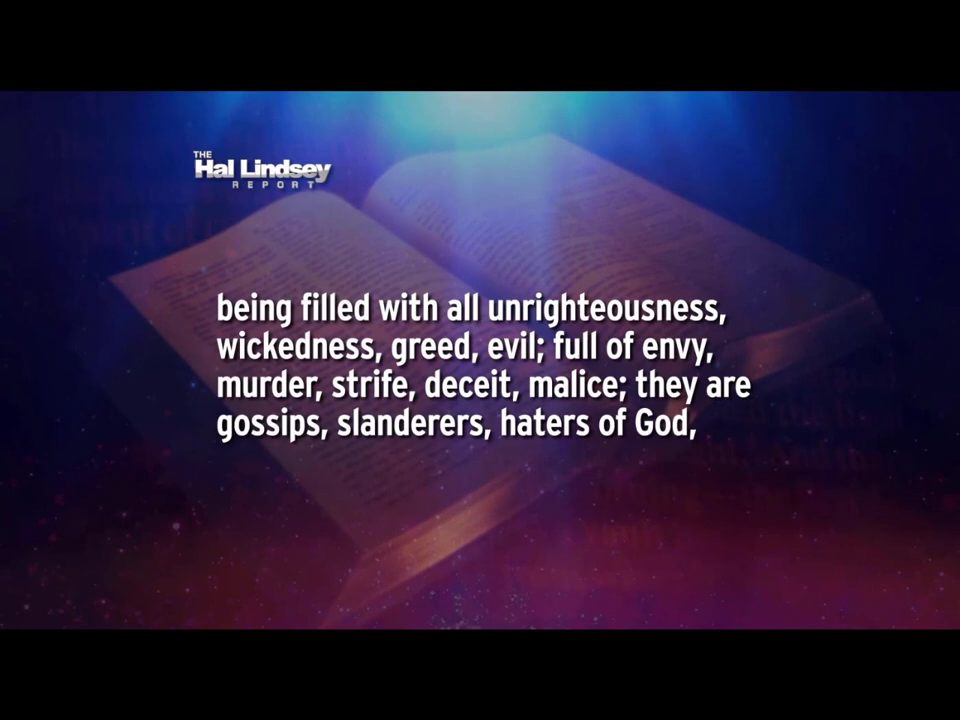 THE
Hal Lindsey
REPORT
being filled with all unrighteousness,
wickedness, greed, evil; full of envy,
murder, strife, deceit, malice; they are
gossips, slanderers, haters of God,